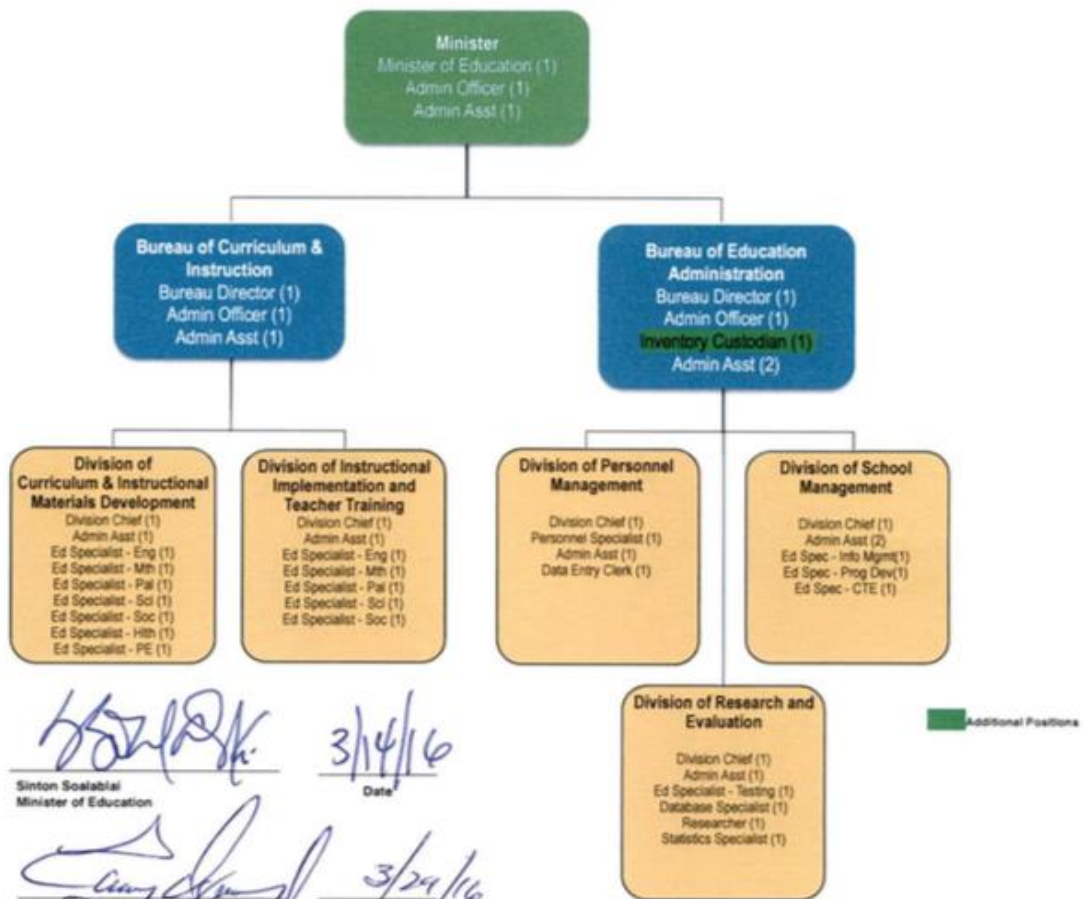 Minister
Minister of Education (1)
Admin Officer (1)
Admin Asst (1)
Bureau of Curriculum &
Instruction
Bureau Director (1)
Admin Officer (1)
Admin Asst (1)
Bureau of Education
Administration
Bureau Director (1)
Admin Officer (1)
Inventory Custodian (1)
Admin Asst (2)
Division of
Curriculum & Instructional
Materials Development
Division Chief (1)
Admin Asst (1)
Ed Specialist - Eng (1)
Ed Specialist - Mth (1)
Ed Specialist - Pal (1)
Ed Specialist - Sci (1)
Ed Specialist - Soc (1)
Ed Specialist - Hlth (1)
Ed Specialist - PE (1)
Division of Instructional
Implementation and
Teacher Training
Division Chief (1)
Admin Asst (1)
Ed Specialist - Eng (1)
Ed Specialist - Mth (1)
Ed Specialist - Pal (1)
Ed Specialist - Sci (1)
Ed Specialist - Soc (1)
Division of Personnel
Management
Division Chief (1)
Personnel Specialist (1)
Admin Asst (1)
Data Entry Clerk (1)
Division of School
Management
Division Chief (1)
Admin Asst (2)
Ed Spec - Info Mgmt(1)
Ed Spec - Prog Dev(1)
Ed Spec - CTE (1)
Division of Research and
Evaluation
Division Chief (1)
Admin Asst (1)
Ed Specialist - Testing (1)
Database Specialist (1)
Researcher (1)
Statistics Specialist (1)
Additional Positions
3/14/16
Sinton Soalablai
Minister of Education
Date
3/29/16